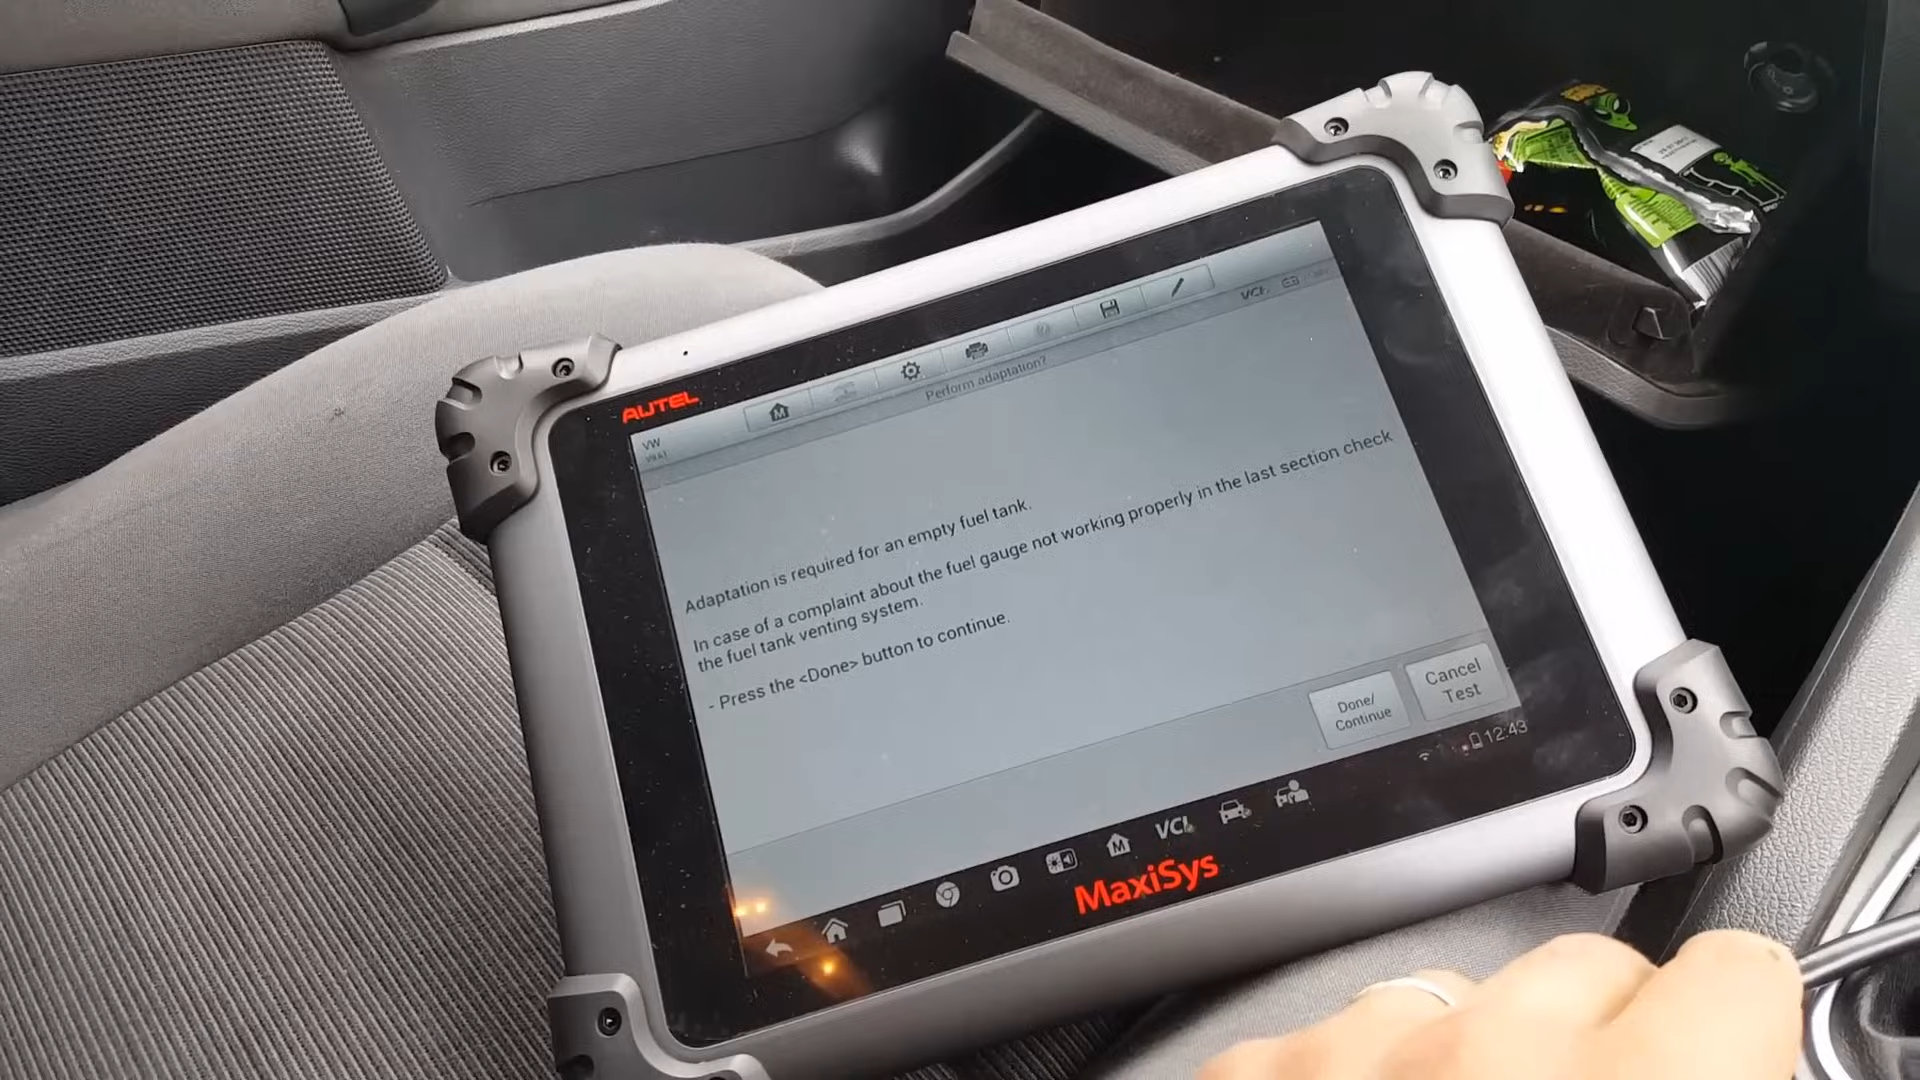 AUTEL
VW
Perform adaptation?
VCI
Adaptation is required for an empty fuel tank.
In case of a complaint about the fuel gauge not working properly in the last section check
the fuel tank venting system.
- Press the <Done> button to continue.
Done/
Continue
Cancel
Test
12:43
VCI
MaxiSys